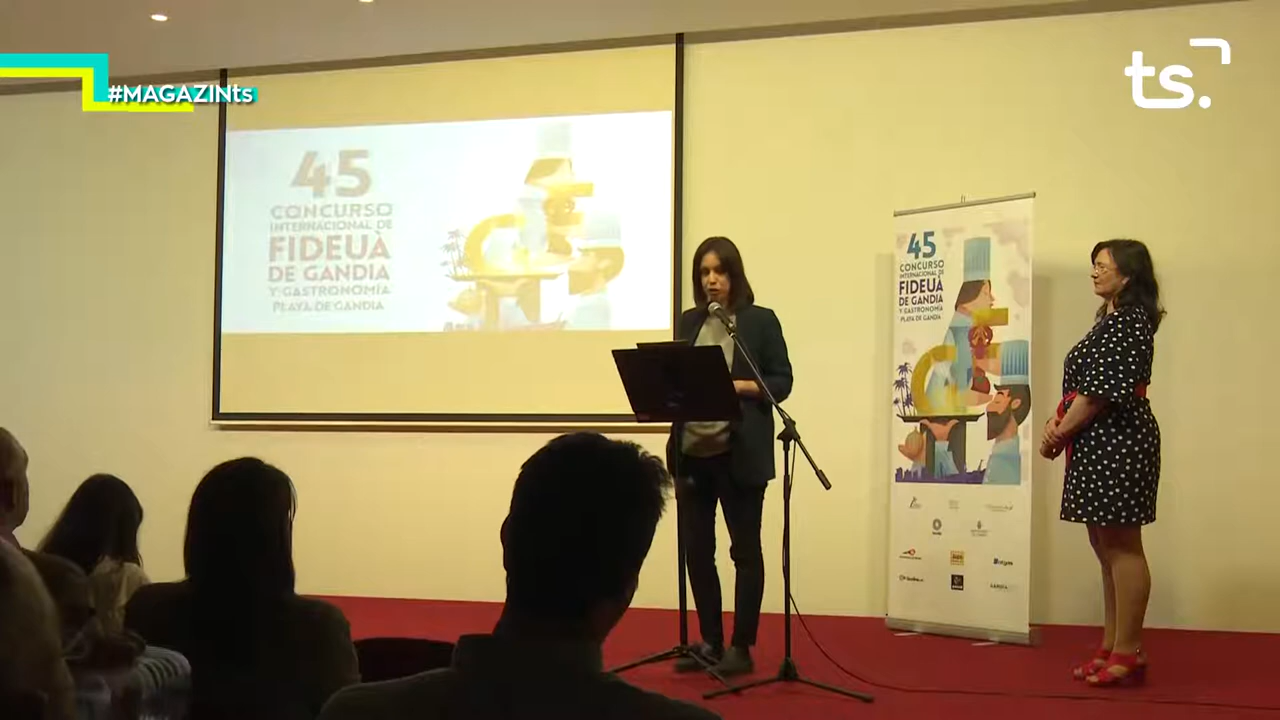 #MAGAZINts
ts.
45
CONCURSO
INTERNACIONAL DE
FIDEUÀ
DE GANDIA
Y GASTRONOMÍA
PLAYA DE GANDIA
45
CONCURSO
INTERNACIONAL DE
FIDEUÀ
DE GANDIA
Y GASTRONOMÍA
PLAYA DE GANDIA